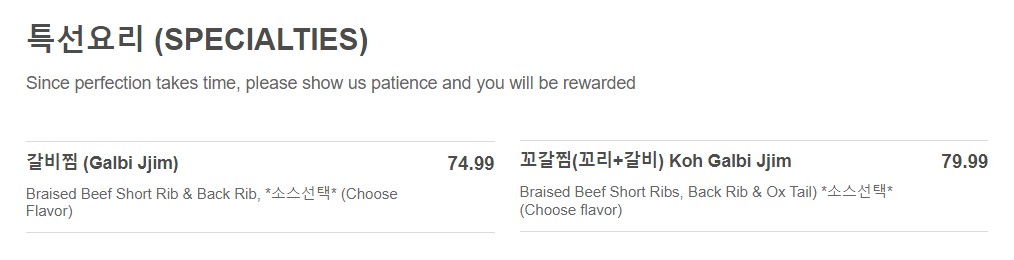 특선요리 (SPECIALTIES)
Since perfection takes time, please show us patience and you will be rewarded
갈비찜 (Galbi Jjim) 74.99
Braised Beef Short Rib & Back Rib, *소스선택* (Choose
Flavor)
꼬갈찜(꼬리+갈비) Koh Galbi Jjim 79.99
Braised Beef Short Ribs, Back Rib & Ox Tail) *소스선택*
(Choose flavor)